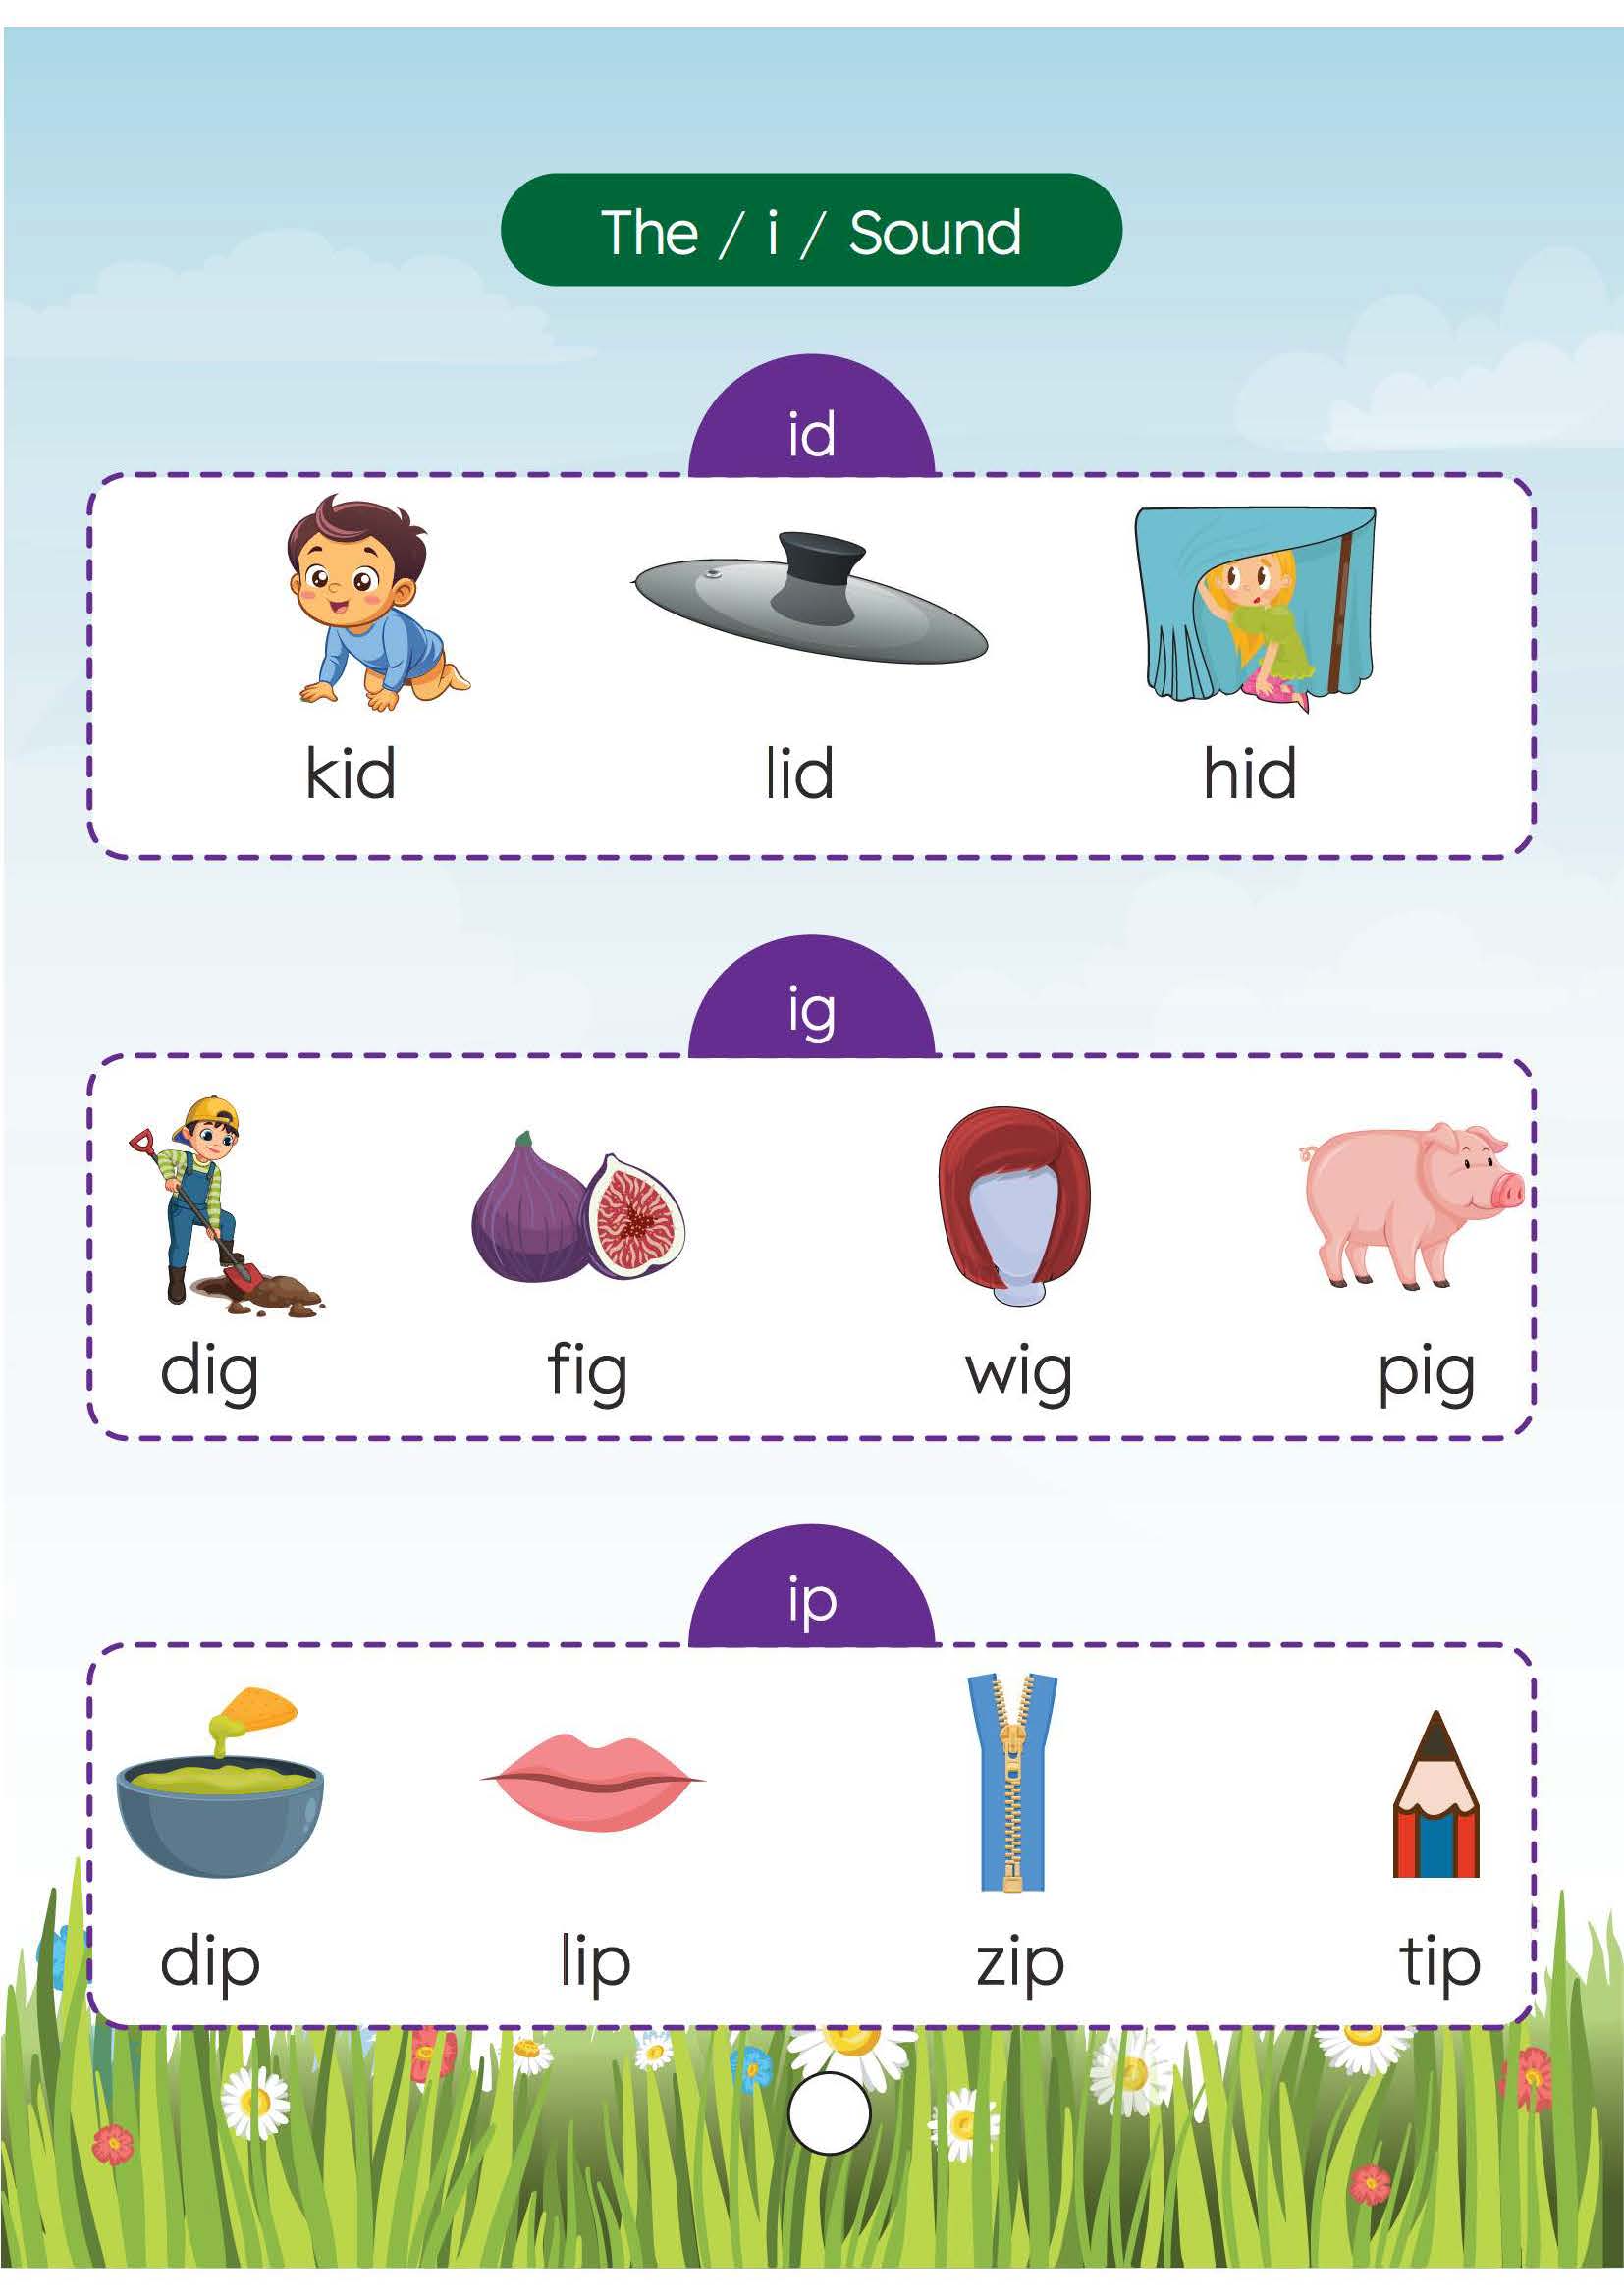 The / i / Sound
id
kid lid hid
ig
dig fig wig pig
ip
dip lip zip tip